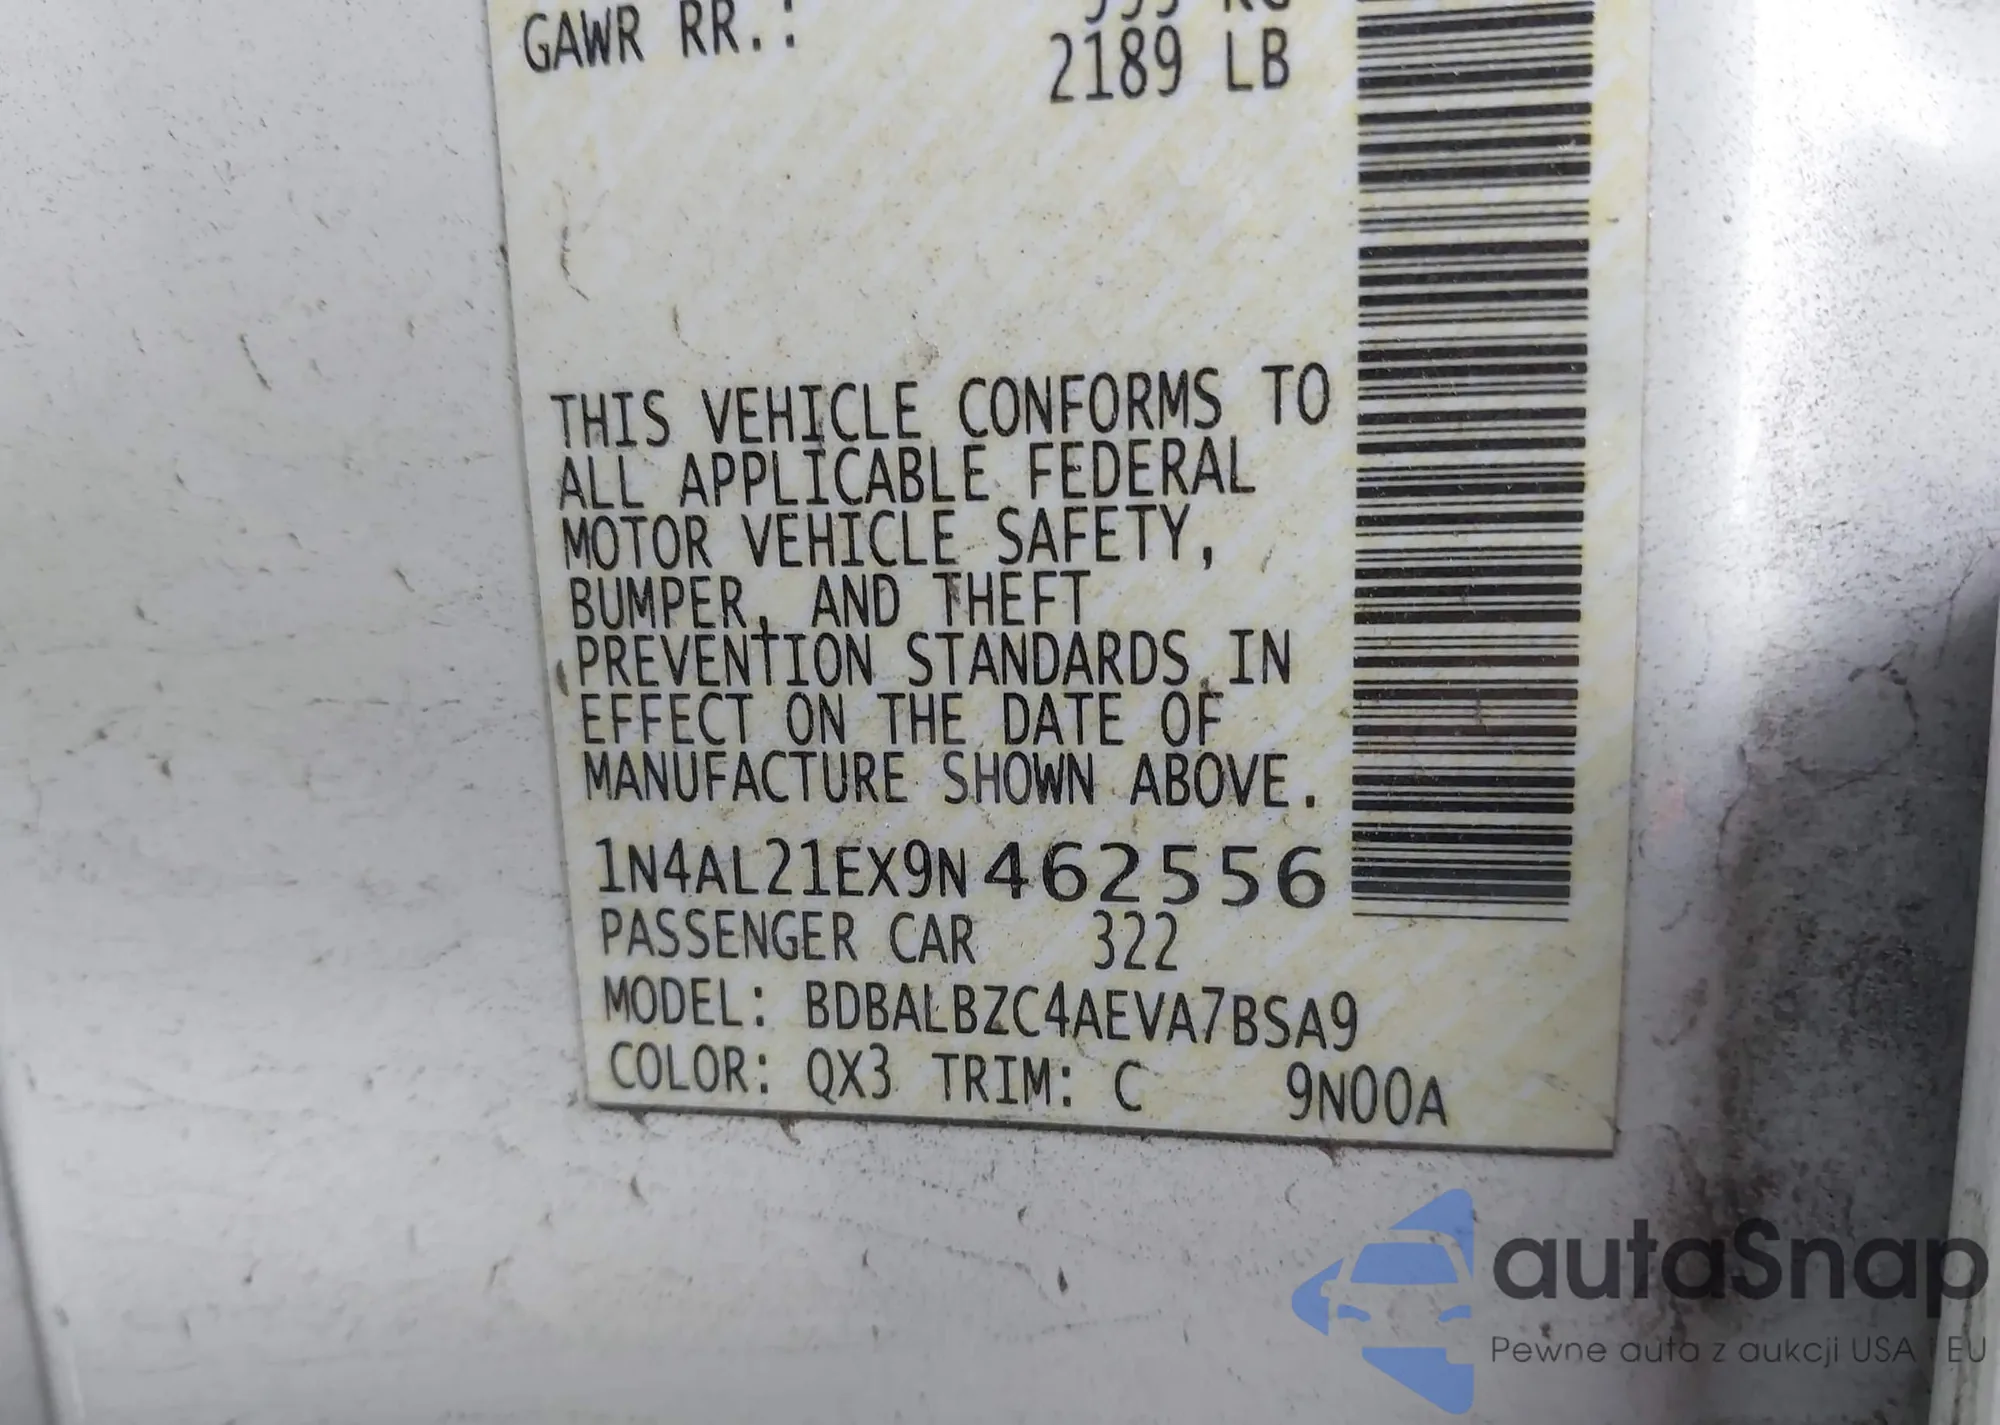 GAWR RR.:
2189 LB
THIS VEHICLE CONFORMS TO
ALL APPLICABLE FEDERAL
MOTOR VEHICLE SAFETY,
BUMPER, AND THEFT
PREVENTION STANDARDS IN
EFFECT ON THE DATE OF
MANUFACTURE SHOWN ABOVE.
1N4AL21EX9N462556
PASSENGER CAR 322
MODEL: BDBALBZC4AEVA7BSA9
COLOR: QX3 TRIM: C 9N00A
autaSnap
Pewne auta z aukcji USA i EU